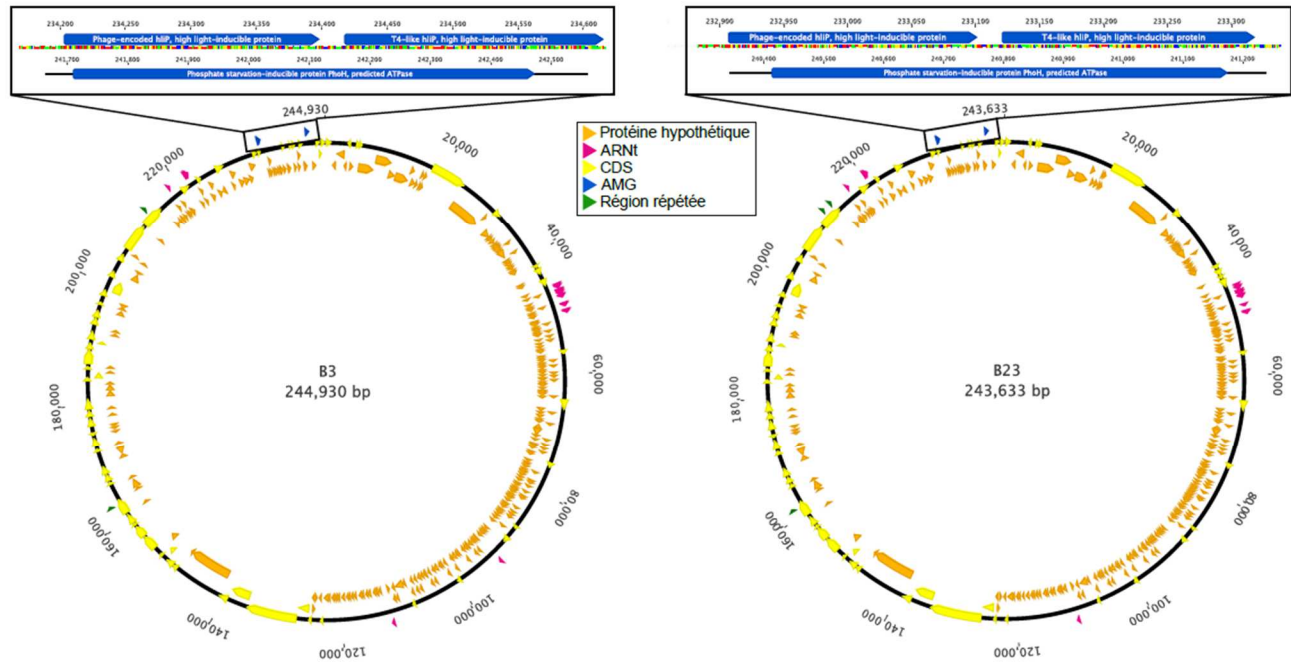 234,200 234,250 234,300 234,350 234,400 234,450 234,500 234,550 234,600
Phage-encoded hliP, high light-inducible protein T4-like hliP, high light-inducible protein
241,700 241,800 241,900 242,000 242,100 242,200 242,300 242,400 242,500
Phosphate starvation-inducible protein PhoH, predicted ATPase
244,930
20,000
40,000
60,000
80,000
100,000
120,000
140,000
160,000
180,000
200,000
220,000
B3
244,930 bp
Protéine hypothétique
ARNt
CDS
AMG
Région répétée
232,900 232,950 233,000 233,050 233,100 233,150 233,200 233,250 233,300
Phage-encoded hliP, high light-inducible protein T4-like hliP, high light-inducible protein
240,400 240,500 240,600 240,700 240,800 240,900 241,000 241,100 241,200
Phosphate starvation-inducible protein PhoH, predicted ATPase
243,633
20,000
40,000
60,000
80,000
100,000
120,000
140,000
160,000
180,000
200,000
220,000
B23
243,633 bp